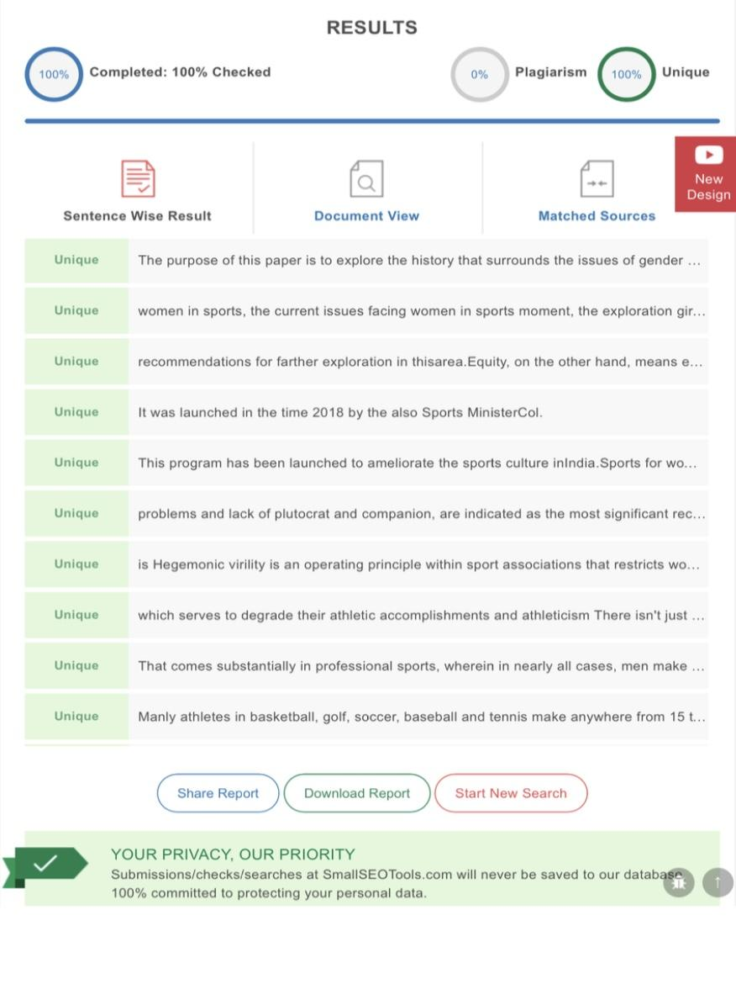 RESULTS
100% Completed: 100% Checked 0% Plagiarism 100% Unique
New
Design
Sentence Wise Result Document View Matched Sources
Unique The purpose of this paper is to explore the history that surrounds the issues of gender ...
Unique women in sports, the current issues facing women in sports moment, the exploration gir...
Unique recommendations for farther exploration in thisarea.Equity, on the other hand, means e...
Unique It was launched in the time 2018 by the also Sports MinisterCol.
Unique This program has been launched to ameliorate the sports culture inIndia.Sports for wo...
Unique problems and lack of plutocrat and companion, are indicated as the most significant rec...
Unique is Hegemonic virility is an operating principle within sport associations that restricts wo...
Unique which serves to degrade their athletic accomplishments and athleticism There isn't just ...
Unique That comes substantially in professional sports, wherein in nearly all cases, men make ...
Unique Manly athletes in basketball, golf, soccer, baseball and tennis make anywhere from 15 t...
Share Report Download Report Start New Search
YOUR PRIVACY, OUR PRIORITY
Submissions/checks/searches at SmallSEOTools.com will never be saved to our database
100% committed to protecting your personal data.